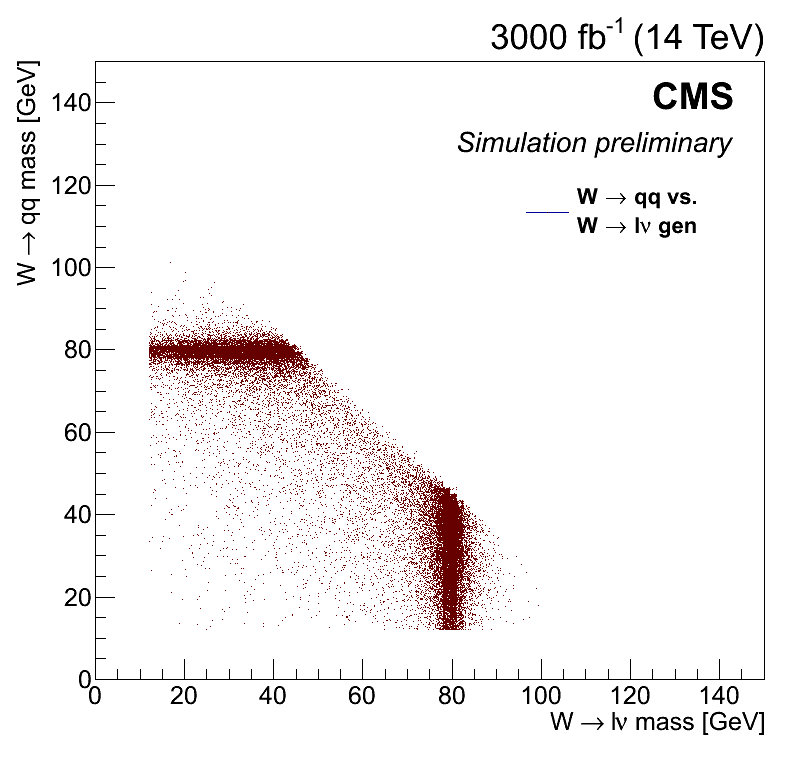 3000 fb-1 (14 TeV)
CMS
Simulation preliminary
W → qq vs.
W → lν gen
W → qq mass [GeV]
140
120
100
80
60
40
20
0
0 20 40 60 80 100 120 140
W → lν mass [GeV]